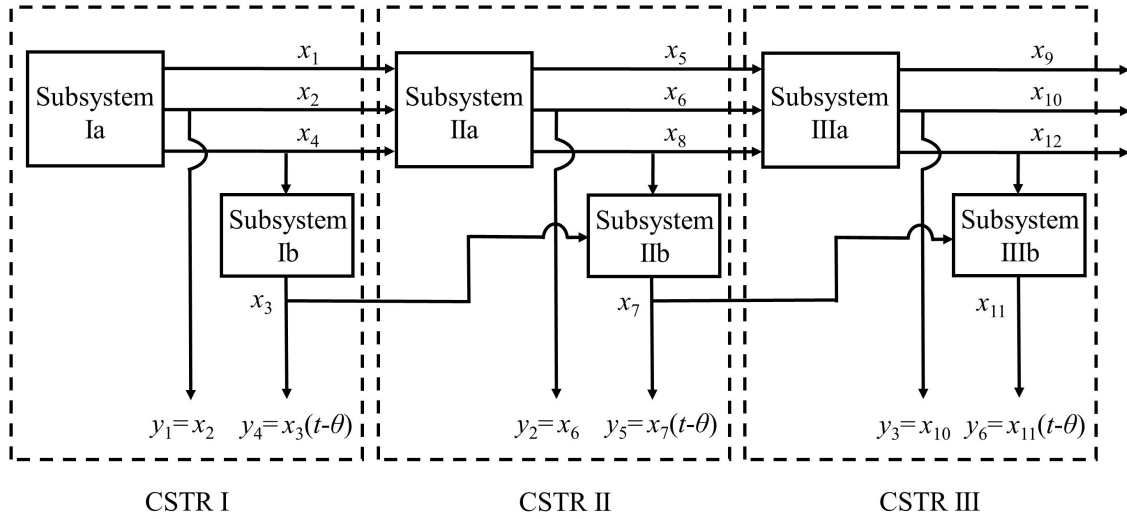 x₁ x₅ x₉
Subsystem Ia x₂ Subsystem IIa x₆ Subsystem IIIa x₁₀
x₄ x₈ x₁₂
Subsystem Ib Subsystem IIb Subsystem IIIb
x₃ x₇ x₁₁
y₁=x₂ y₄=x₃(t-θ) y₂=x₆ y₅=x₇(t-θ) y₃=x₁₀ y₆=x₁₁(t-θ)
CSTR I CSTR II CSTR III